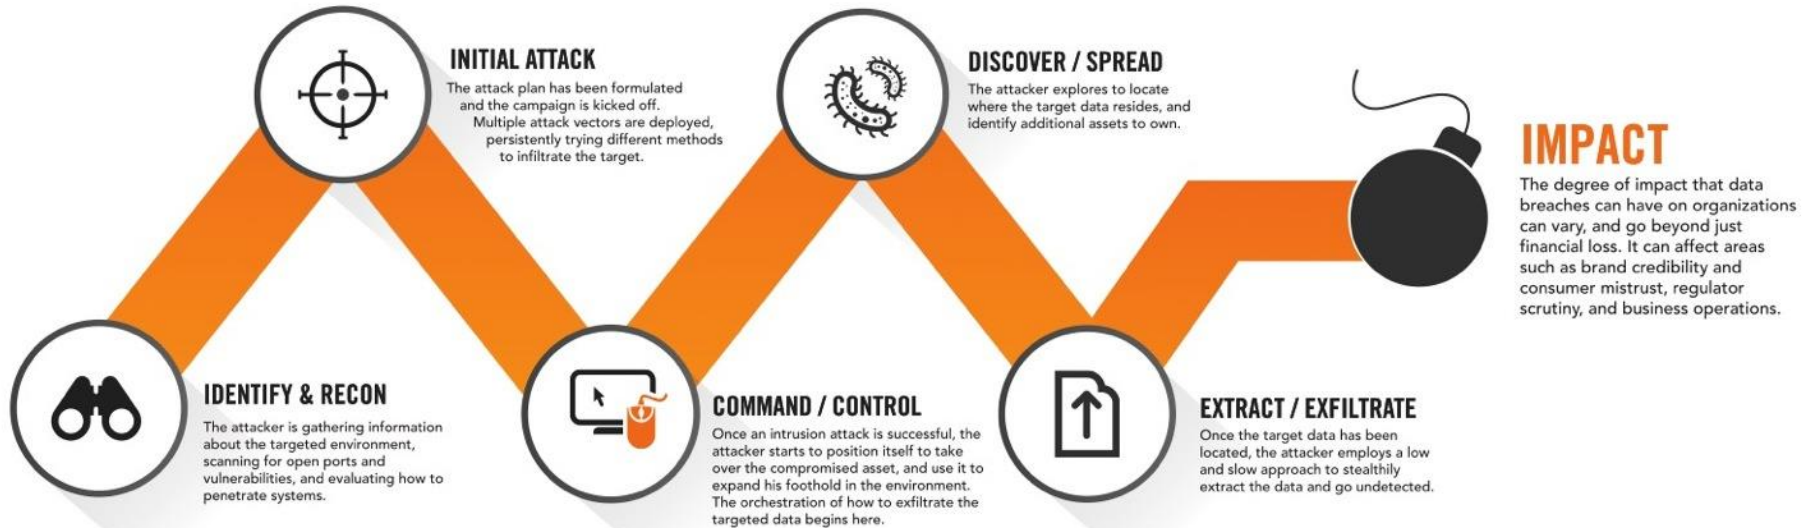 IDENTIFY & RECON
The attacker is gathering information
about the targeted environment,
scanning for open ports and
vulnerabilities, and evaluating how to
penetrate systems.
INITIAL ATTACK
The attack plan has been formulated
and the campaign is kicked off.
Multiple attack vectors are deployed,
persistently trying different methods
to infiltrate the target.
COMMAND / CONTROL
Once an intrusion attack is successful, the
attacker starts to position itself to take
over the compromised asset, and use it to
expand his foothold in the environment.
The orchestration of how to exfiltrate the
targeted data begins here.
DISCOVER / SPREAD
The attacker explores to locate
where the target data resides, and
identify additional assets to own.
EXTRACT / EXFILTRATE
Once the target data has been
located, the attacker employs a low
and slow approach to stealthily
extract the data and go undetected.
IMPACT
The degree of impact that data
breaches can have on organizations
can vary, and go beyond just
financial loss. It can affect areas
such as brand credibility and
consumer mistrust, regulator
scrutiny, and business operations.